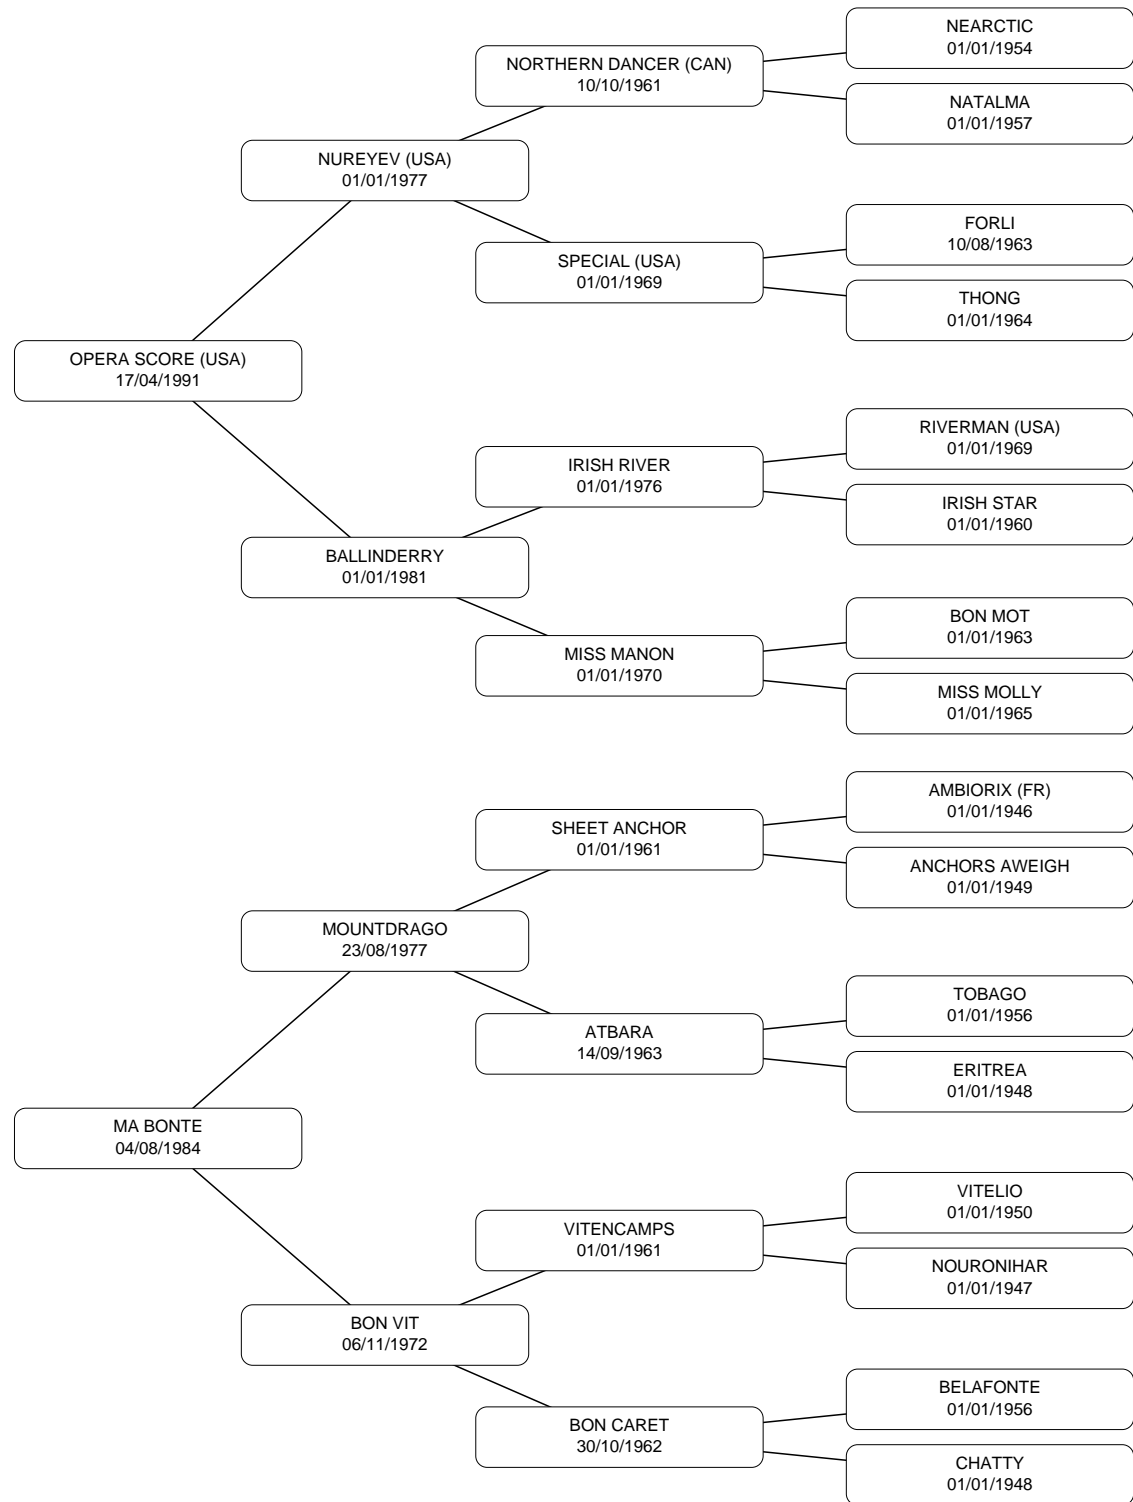 NEARCTIC
01/01/1954
NORTHERN DANCER (CAN)
10/10/1961
NATALMA
01/01/1957
NUREYEV (USA)
01/01/1977
FORLI
10/08/1963
SPECIAL (USA)
01/01/1969
THONG
01/01/1964
OPERA SCORE (USA)
17/04/1991
RIVERMAN (USA)
01/01/1969
IRISH RIVER
01/01/1976
IRISH STAR
01/01/1960
BALLINDERRY
01/01/1981
BON MOT
01/01/1963
MISS MANON
01/01/1970
MISS MOLLY
01/01/1965
AMBIORIX (FR)
01/01/1946
SHEET ANCHOR
01/01/1961
ANCHORS AWEIGH
01/01/1949
MOUNTDRAGO
23/08/1977
TOBAGO
01/01/1956
ATBARA
14/09/1963
ERITREA
01/01/1948
MA BONTE
04/08/1984
VITELIO
01/01/1950
VITENCAMPS
01/01/1961
NOURONIHAR
01/01/1947
BON VIT
06/11/1972
BELAFONTE
01/01/1956
BON CARET
30/10/1962
CHATTY
01/01/1948